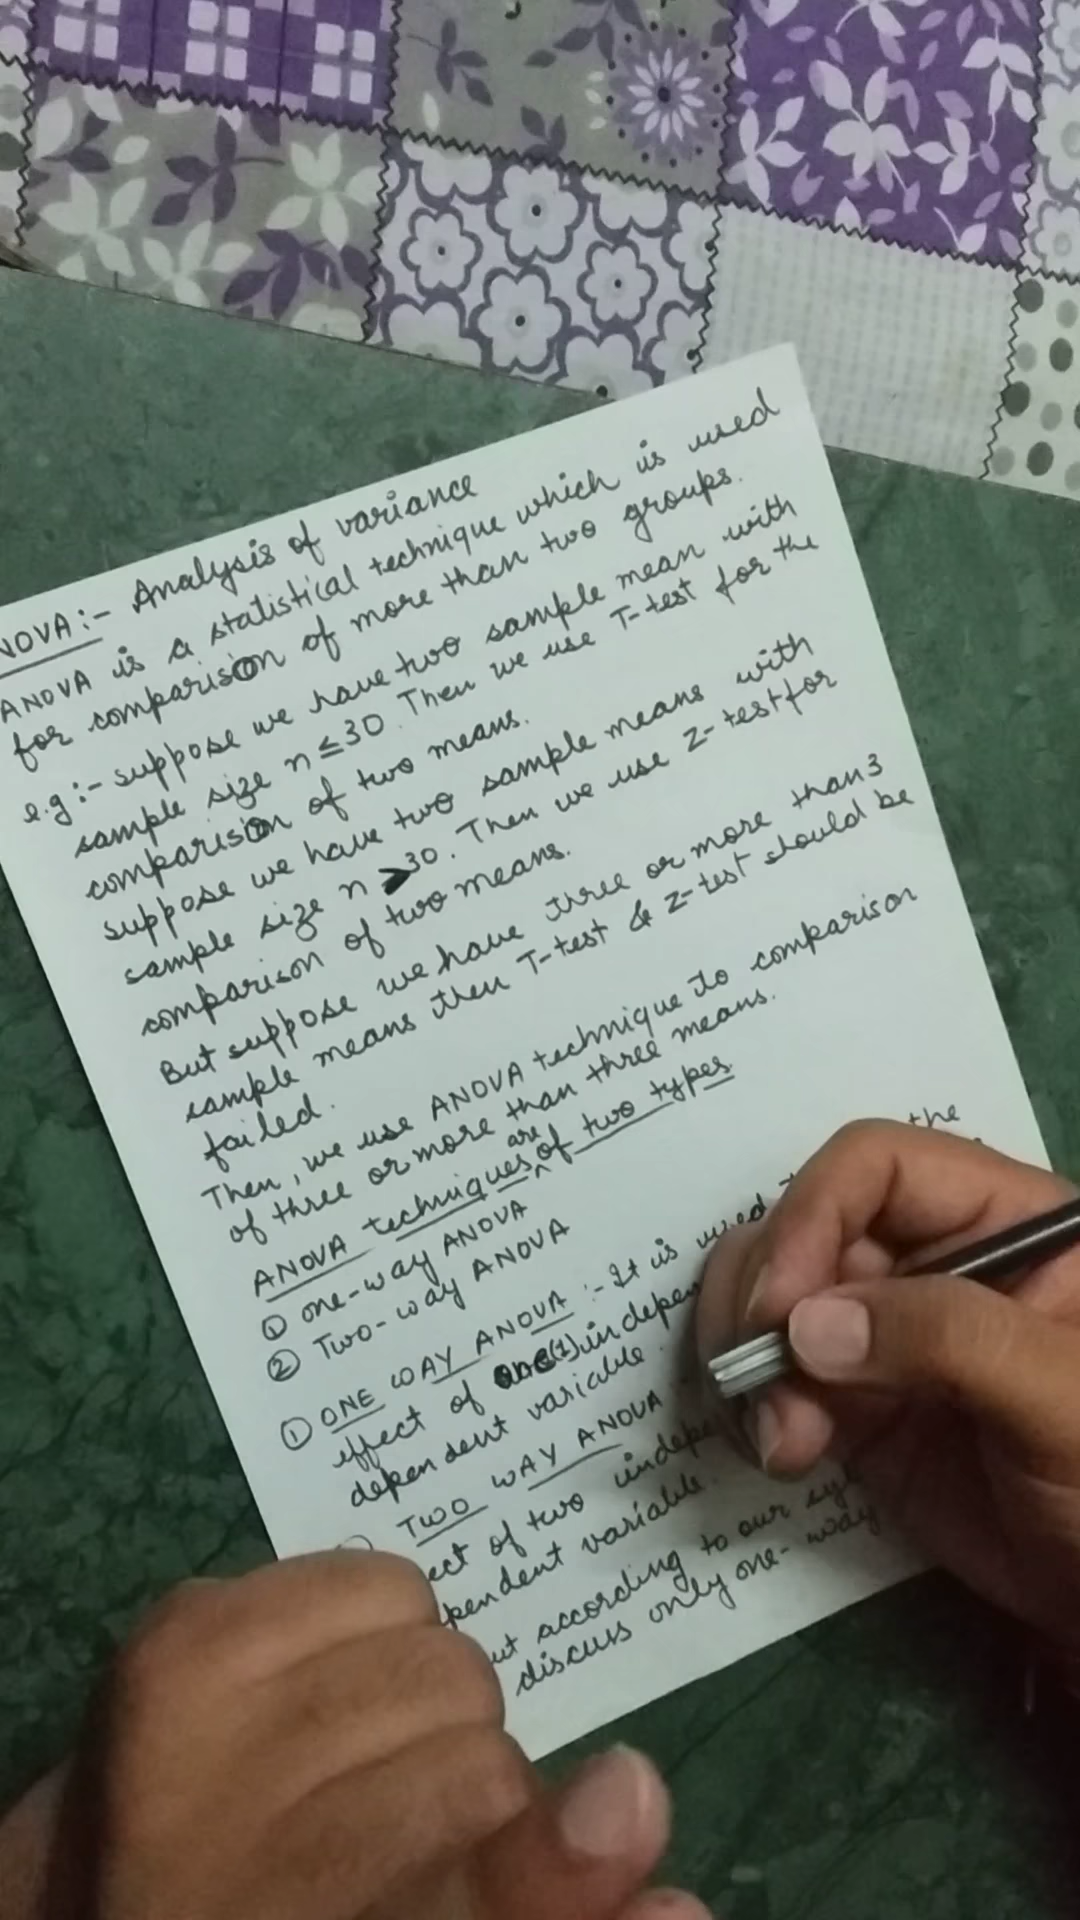 NOVA :- Analysis of variance
ANOVA is a statistical technique which is used
for comparision of more than two groups.
e.g :- suppose we have two sample mean with
sample size n ≤ 30. Then we use T-test for the
comparision of two means.
suppose we have two sample means with
sample size n > 30. Then we use Z-test for
comparison of two means.
But suppose we have three or more than 3
sample means then T-test & Z-test should be
failed.
Then, we use ANOVA technique to comparison
of three or more than three means.
ANOVA techniques are of two types
① one-way ANOVA
② Two-way ANOVA
① ONE WAY ANOVA :- It is used the
effect of one(1) indepen
dependent variable.
TWO WAY ANOVA
ect of two indepe
pendent variable.
ut according to our syl
discuss only one-way